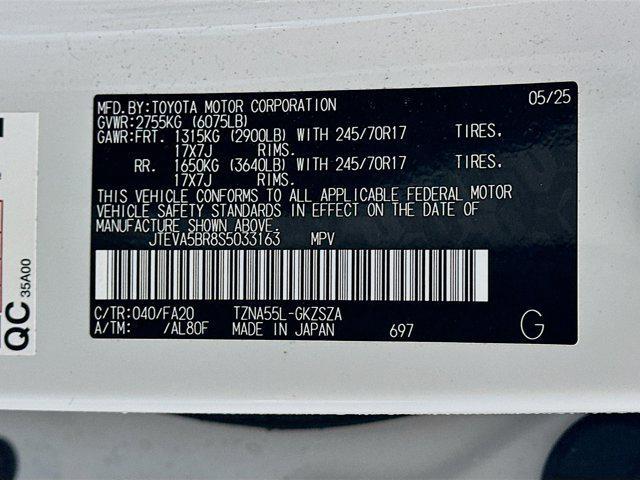 MFD.BY:TOYOTA MOTOR CORPORATION 05/25
GVWR:2755KG (6075LB)
GAWR:FRT. 1315KG (2900LB) WITH 245/70R17 TIRES.
17X7J RIMS.
RR. 1650KG (3640LB) WITH 245/70R17 TIRES.
17X7J RIMS.
THIS VEHICLE CONFORMS TO ALL APPLICABLE FEDERAL MOTOR
VEHICLE SAFETY STANDARDS IN EFFECT ON THE DATE OF
MANUFACTURE SHOWN ABOVE.
JTEVA5BR8S5033163 MPV
C/TR:040/FA20 TZNA55L-GKZSZA
A/TM: /AL80F MADE IN JAPAN 697 G
QC 35A00